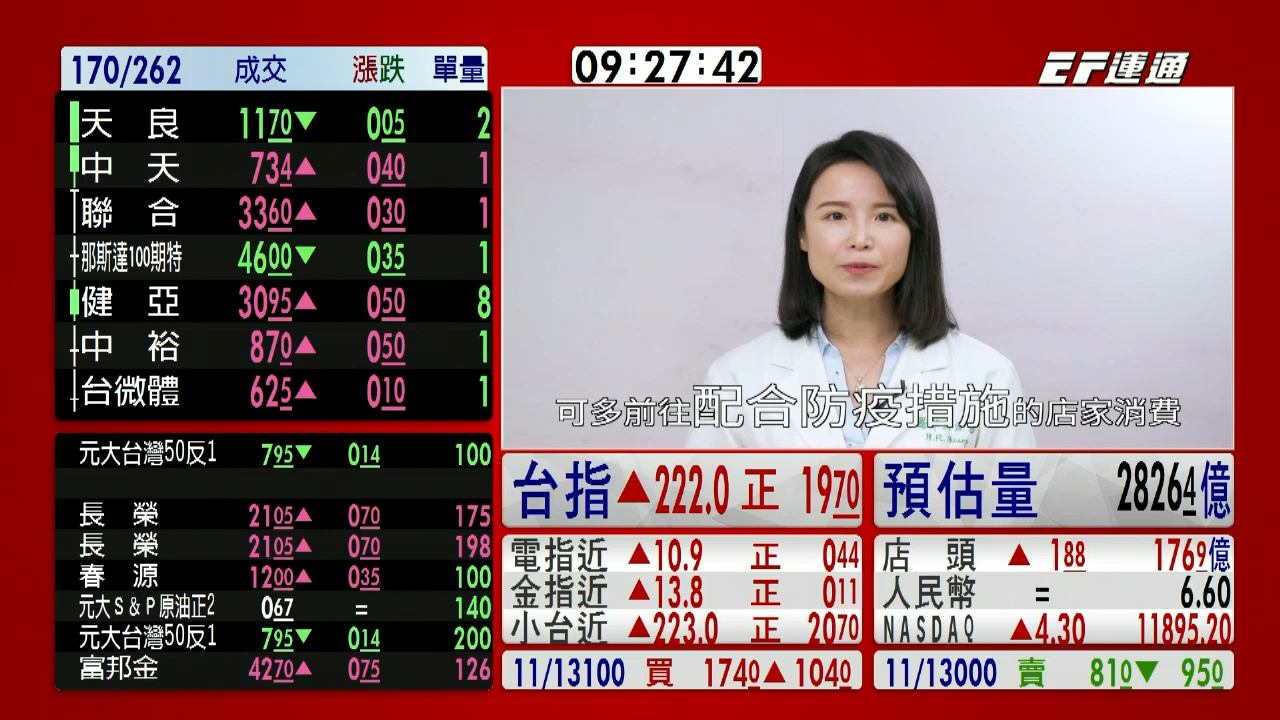 170/262 成交 漲跌 單量
09:27:42
EF運通
天良 1170▼ 005 2
中天 734▲ 040 1
聯合 3360▲ 030 1
那斯達100期特 4600▼ 035 1
健亞 3095▲ 050 8
中裕 870▲ 050 1
台微體 625▲ 010 1
元大台灣50反1 795▼ 014 100
長榮 2105▲ 070 175
長榮 2105▲ 070 198
春源 1200▲ 035 100
元大S&P原油正2 067 = 140
元大台灣50反1 795▼ 014 200
富邦金 4270▲ 075 126
可多前往配合防疫措施的店家消費
台指▲222.0 正 1970
預估量 28264億
電指近 ▲10.9 正 044
金指近 ▲13.8 正 011
小台近 ▲223.0 正 2070
店頭 ▲ 188 1769億
人民幣 = 6.60
NASDAQ ▲4.30 11895.20
11/13100 買 1740▲ 1040
11/13000 賣 810▼ 950